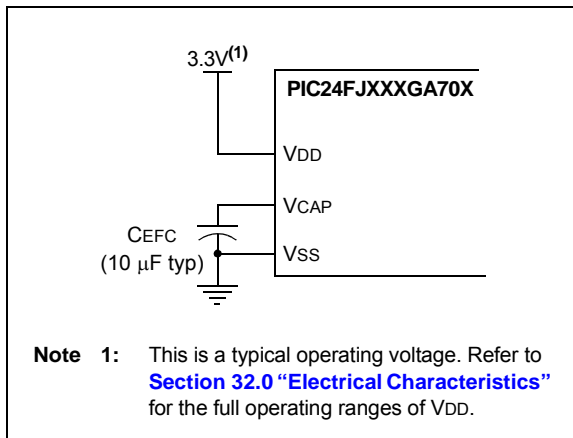 3.3V(1)
PIC24FJXXXGA70X
VDD
VCAP
CEFC
(10 μF typ)
VSS
Note 1: This is a typical operating voltage. Refer to
Section 32.0 “Electrical Characteristics”
for the full operating ranges of VDD.